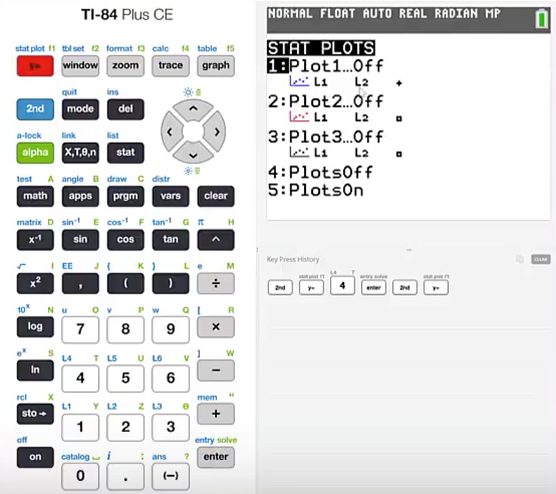 TI-84 Plus CE
stat plot f1 tbl set f2 format f3 calc f4 table f5
y= window zoom trace graph
quit ins
2nd mode del
a-lock link list
alpha X,T,θ,n stat
test A angle B draw C distr
math apps prgm vars clear
matrix D sin⁻¹ E cos⁻¹ F tan⁻¹ G π H
x⁻¹ sin cos tan ^
√ I EE J { K } L e M
x² , ( ) ÷
10ˣ N u O v P w Q [ R
log 7 8 9 ×
eˣ S L4 T L5 U L6 V ] W
ln 4 5 6 −
rcl X L1 Y L2 Z L3 θ mem "
sto→ 1 2 3 +
off catalog ⎵ i : ans ? entry solve
on 0 . (−) enter
NORMAL FLOAT AUTO REAL RADIAN MP
STAT PLOTS
1:Plot1…Off
L1 L2 +
2:Plot2…Off
L1 L2 □
3:Plot3…Off
L1 L2 □
4:PlotsOff
5:PlotsOn
Key Press History
CLEAR
stat plot f1 L4 T entry solve stat plot f1
2nd y= 4 enter 2nd y=